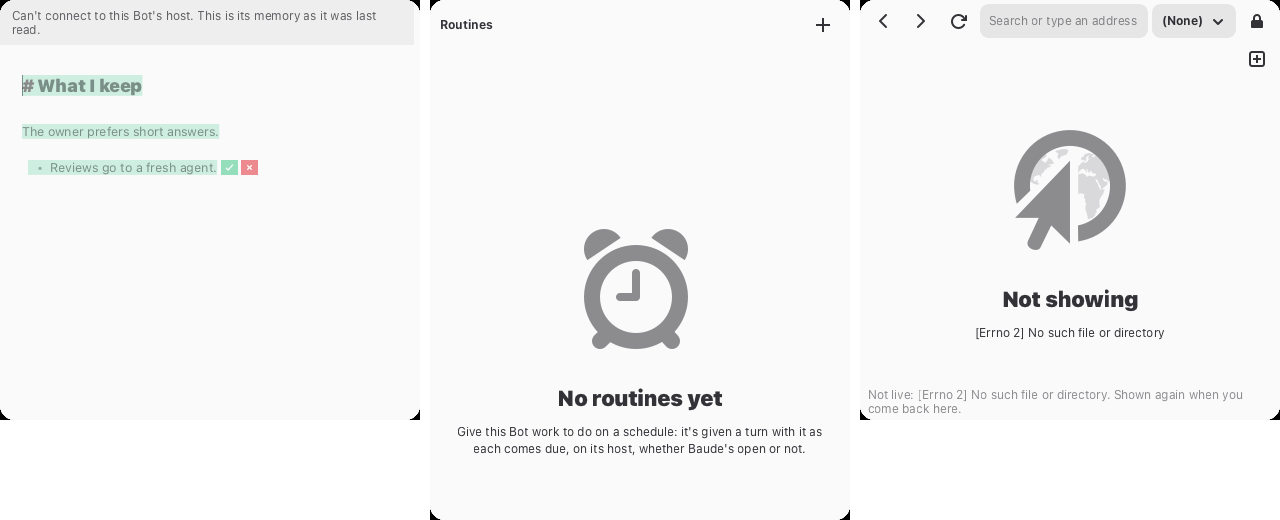 Can't connect to this Bot's host. This is its memory as it was last
read.
# What I keep
The owner prefers short answers.
• Reviews go to a fresh agent.
Routines
No routines yet
Give this Bot work to do on a schedule: it's given a turn with it as
each comes due, on its host, whether Baude's open or not.
Search or type an address
(None)
Not showing
[Errno 2] No such file or directory
Not live: [Errno 2] No such file or directory. Shown again when you
come back here.